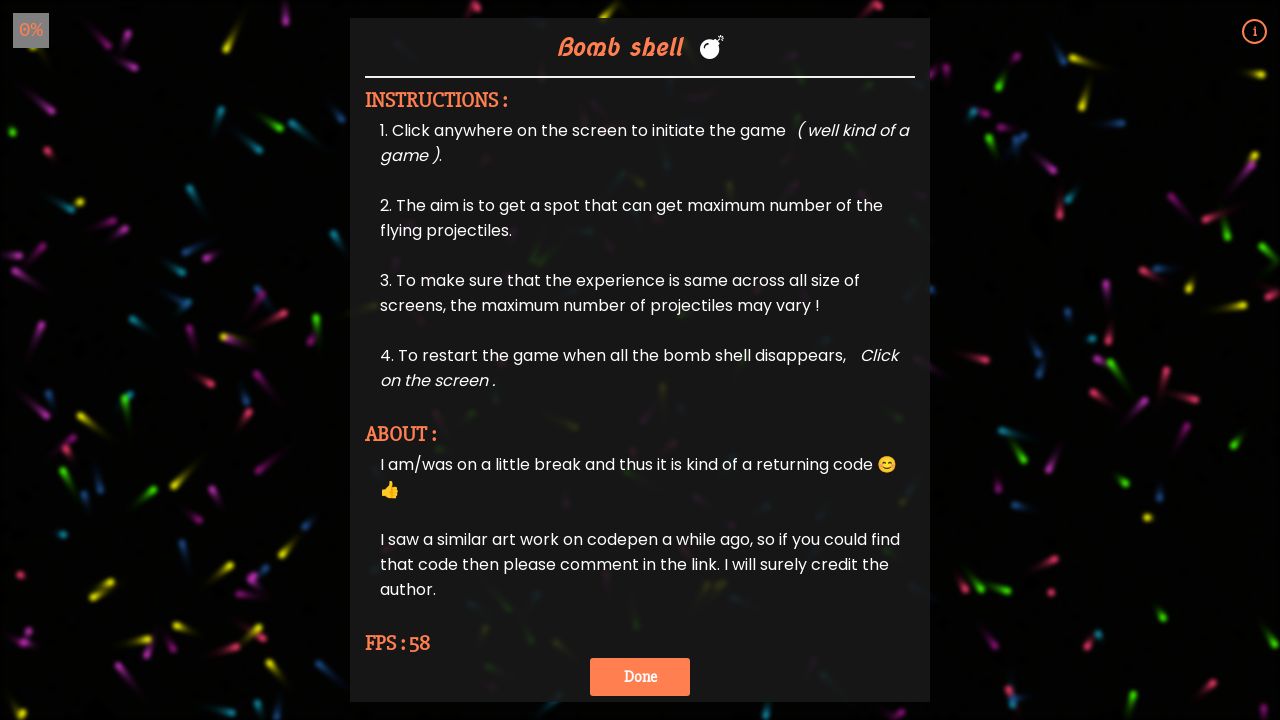 0%
i
Bomb shell 💣
INSTRUCTIONS :
1. Click anywhere on the screen to initiate the game ( well kind of a
game ).
2. The aim is to get a spot that can get maximum number of the
flying projectiles.
3. To make sure that the experience is same across all size of
screens, the maximum number of projectiles may vary !
4. To restart the game when all the bomb shell disappears, Click
on the screen .
ABOUT :
I am/was on a little break and thus it is kind of a returning code 😊
👍
I saw a similar art work on codepen a while ago, so if you could find
that code then please comment in the link. I will surely credit the
author.
FPS : 58
Done